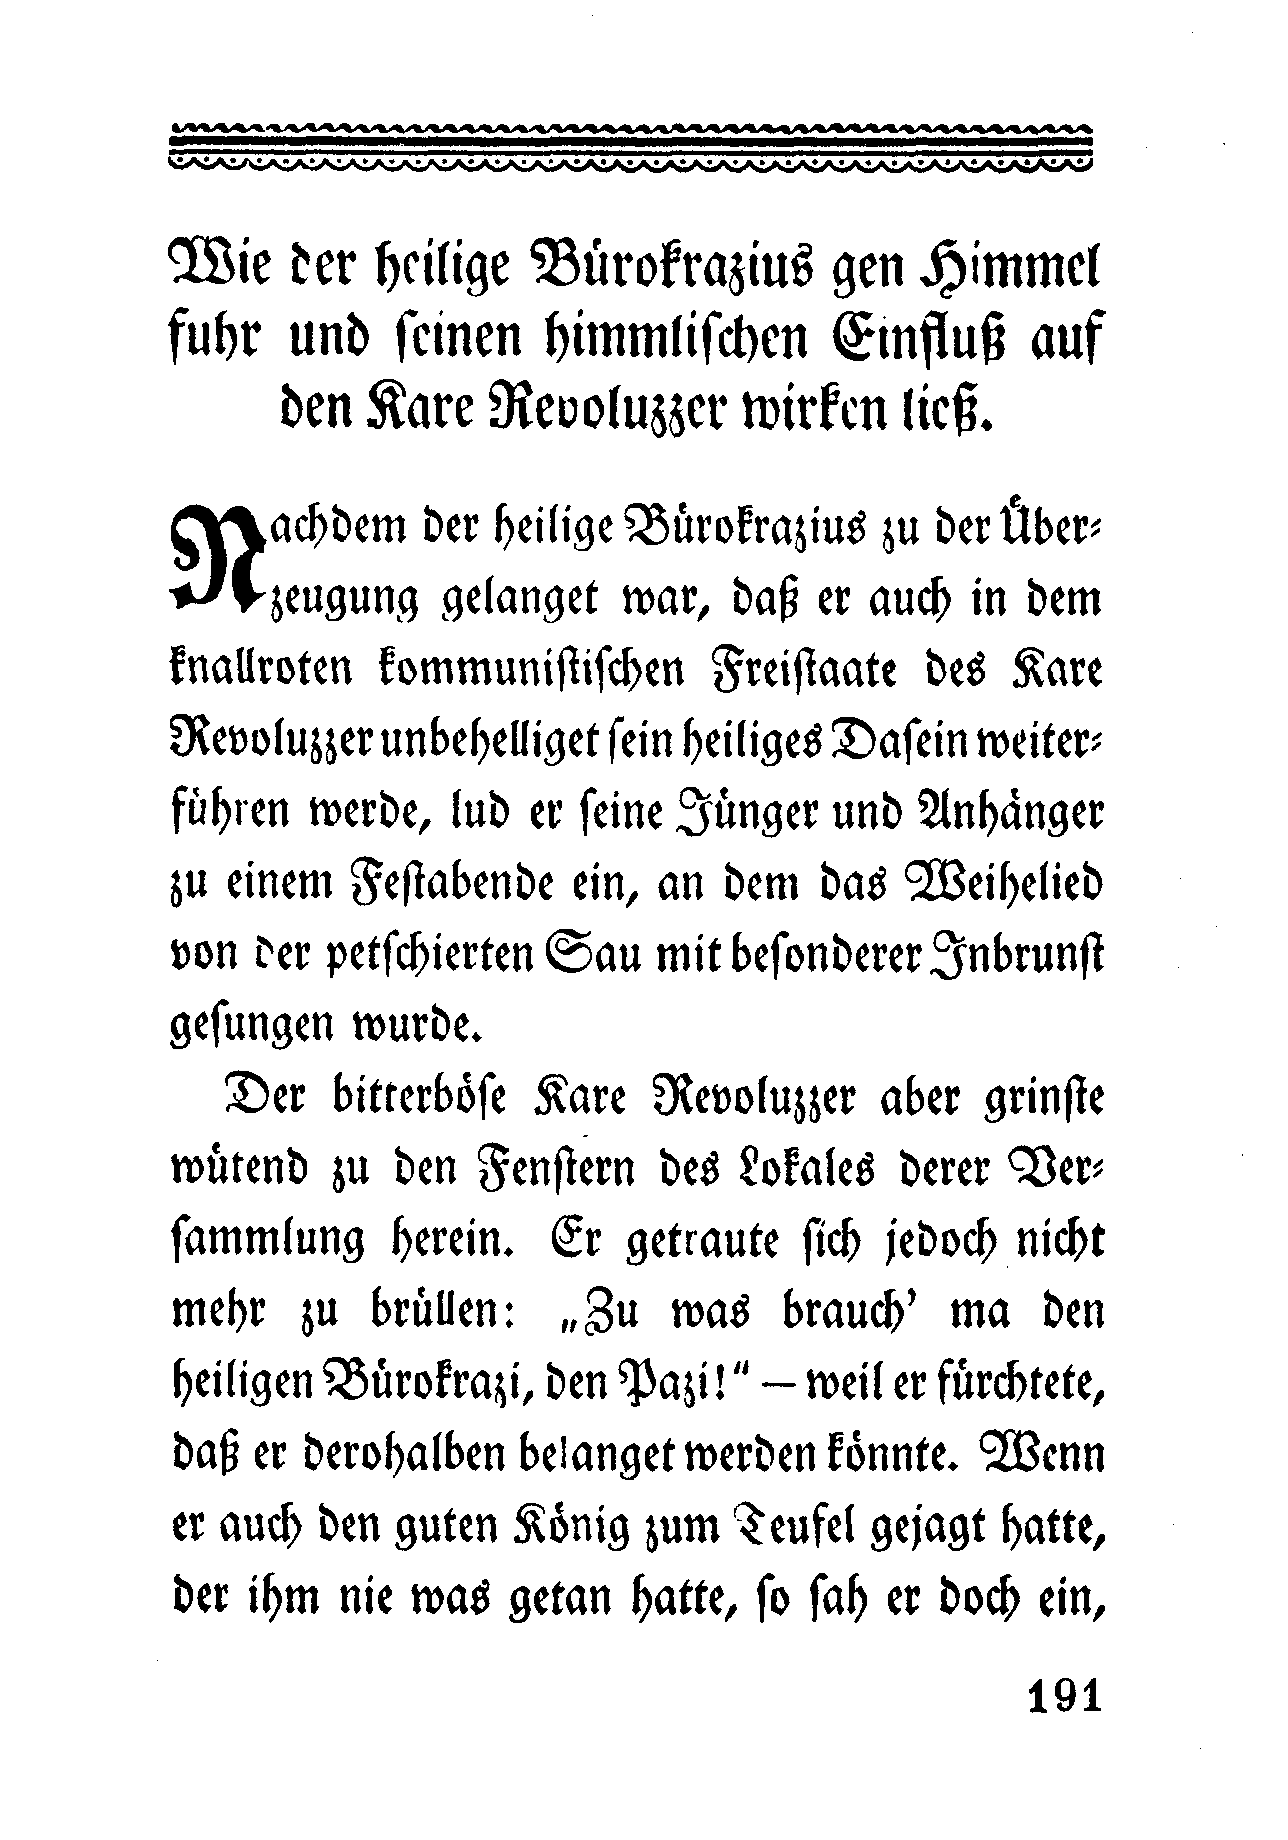 Wie der heilige Bürokrazius gen Himmel
fuhr und seinen himmlischen Einfluß auf
den Kare Revoluzzer wirken ließ.
Nachdem der heilige Bürokrazius zu der Über-
zeugung gelanget war, daß er auch in dem
knallroten kommunistischen Freistaate des Kare
Revoluzzer unbehelliget sein heiliges Dasein weiter-
führen werde, lud er seine Jünger und Anhänger
zu einem Festabende ein, an dem das Weihelied
von der petschierten Sau mit besonderer Inbrunst
gesungen wurde.
Der bitterböse Kare Revoluzzer aber grinste
wütend zu den Fenstern des Lokales derer Ver-
sammlung herein. Er getraute sich jedoch nicht
mehr zu brüllen: „Zu was brauch' ma den
heiligen Bürokrazi, den Pazi!“ — weil er fürchtete,
daß er derohalben belanget werden könnte. Wenn
er auch den guten König zum Teufel gejagt hatte,
der ihm nie was getan hatte, so sah er doch ein,
191